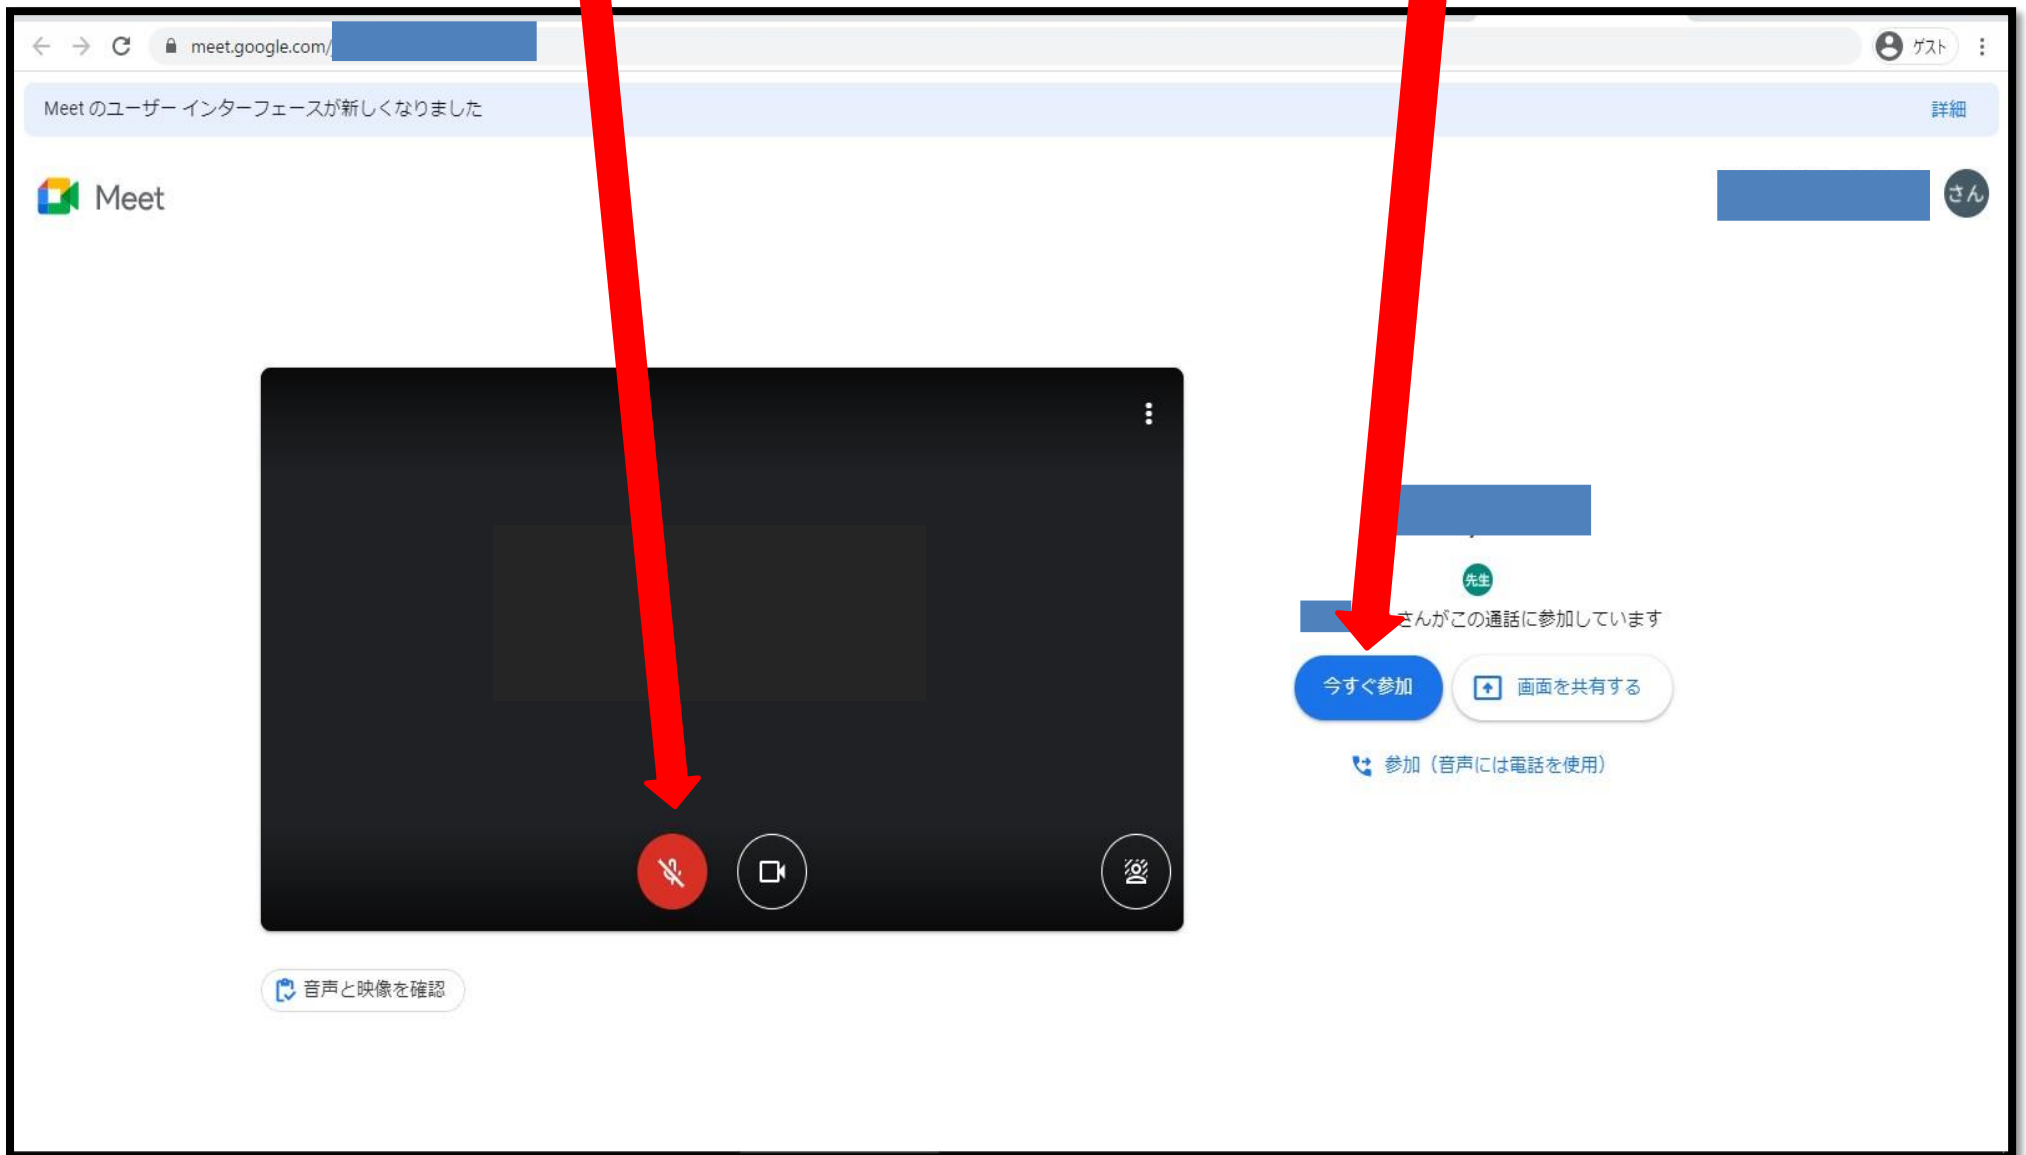 meet.google.com/
ゲスト
Meet のユーザー インターフェースが新しくなりました
詳細
Meet
さん
先生
さんがこの通話に参加しています
今すぐ参加
画面を共有する
参加（音声には電話を使用）
音声と映像を確認